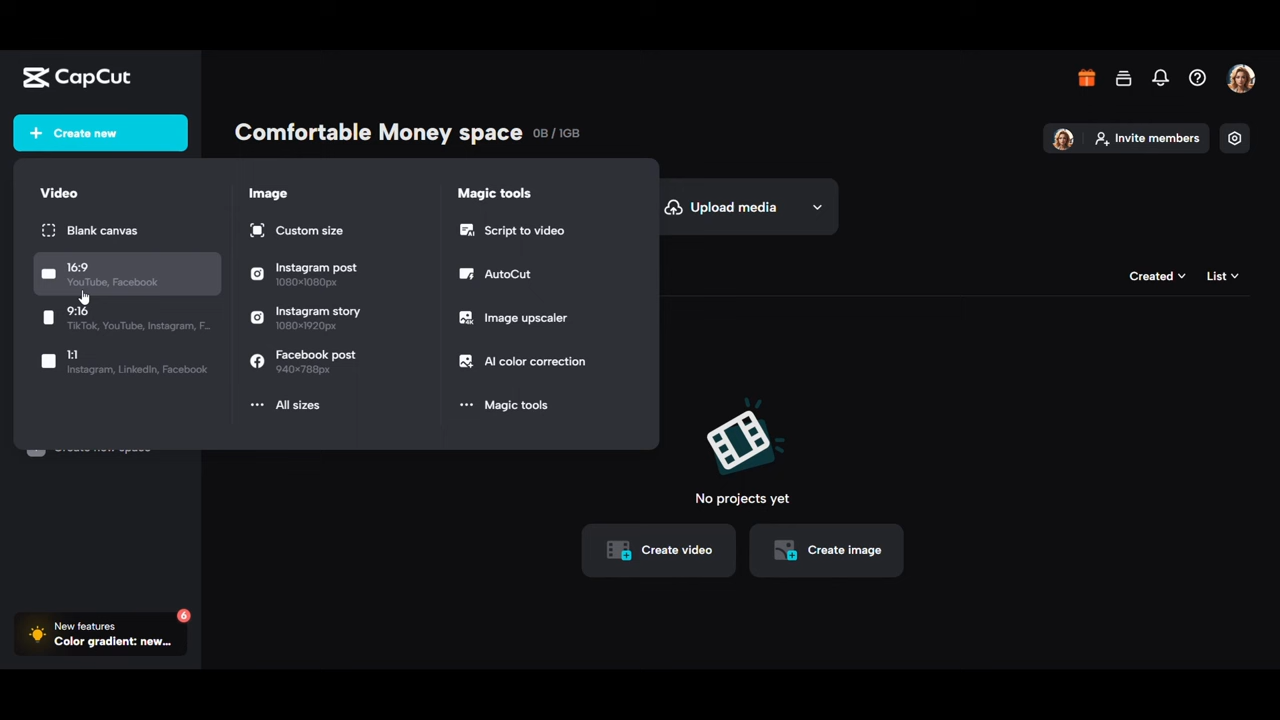 CapCut
Create new
Comfortable Money space 0B / 1GB
Invite members
Video
Blank canvas
16:9
YouTube, Facebook
9:16
TikTok, YouTube, Instagram, F...
1:1
Instagram, LinkedIn, Facebook
Image
Custom size
Instagram post
1080×1080px
Instagram story
1080×1920px
Facebook post
940×788px
All sizes
Magic tools
Script to video
AutoCut
Image upscaler
AI color correction
Magic tools
Upload media
Created
List
Create new space
No projects yet
Create video
Create image
6
New features
Color gradient: new...